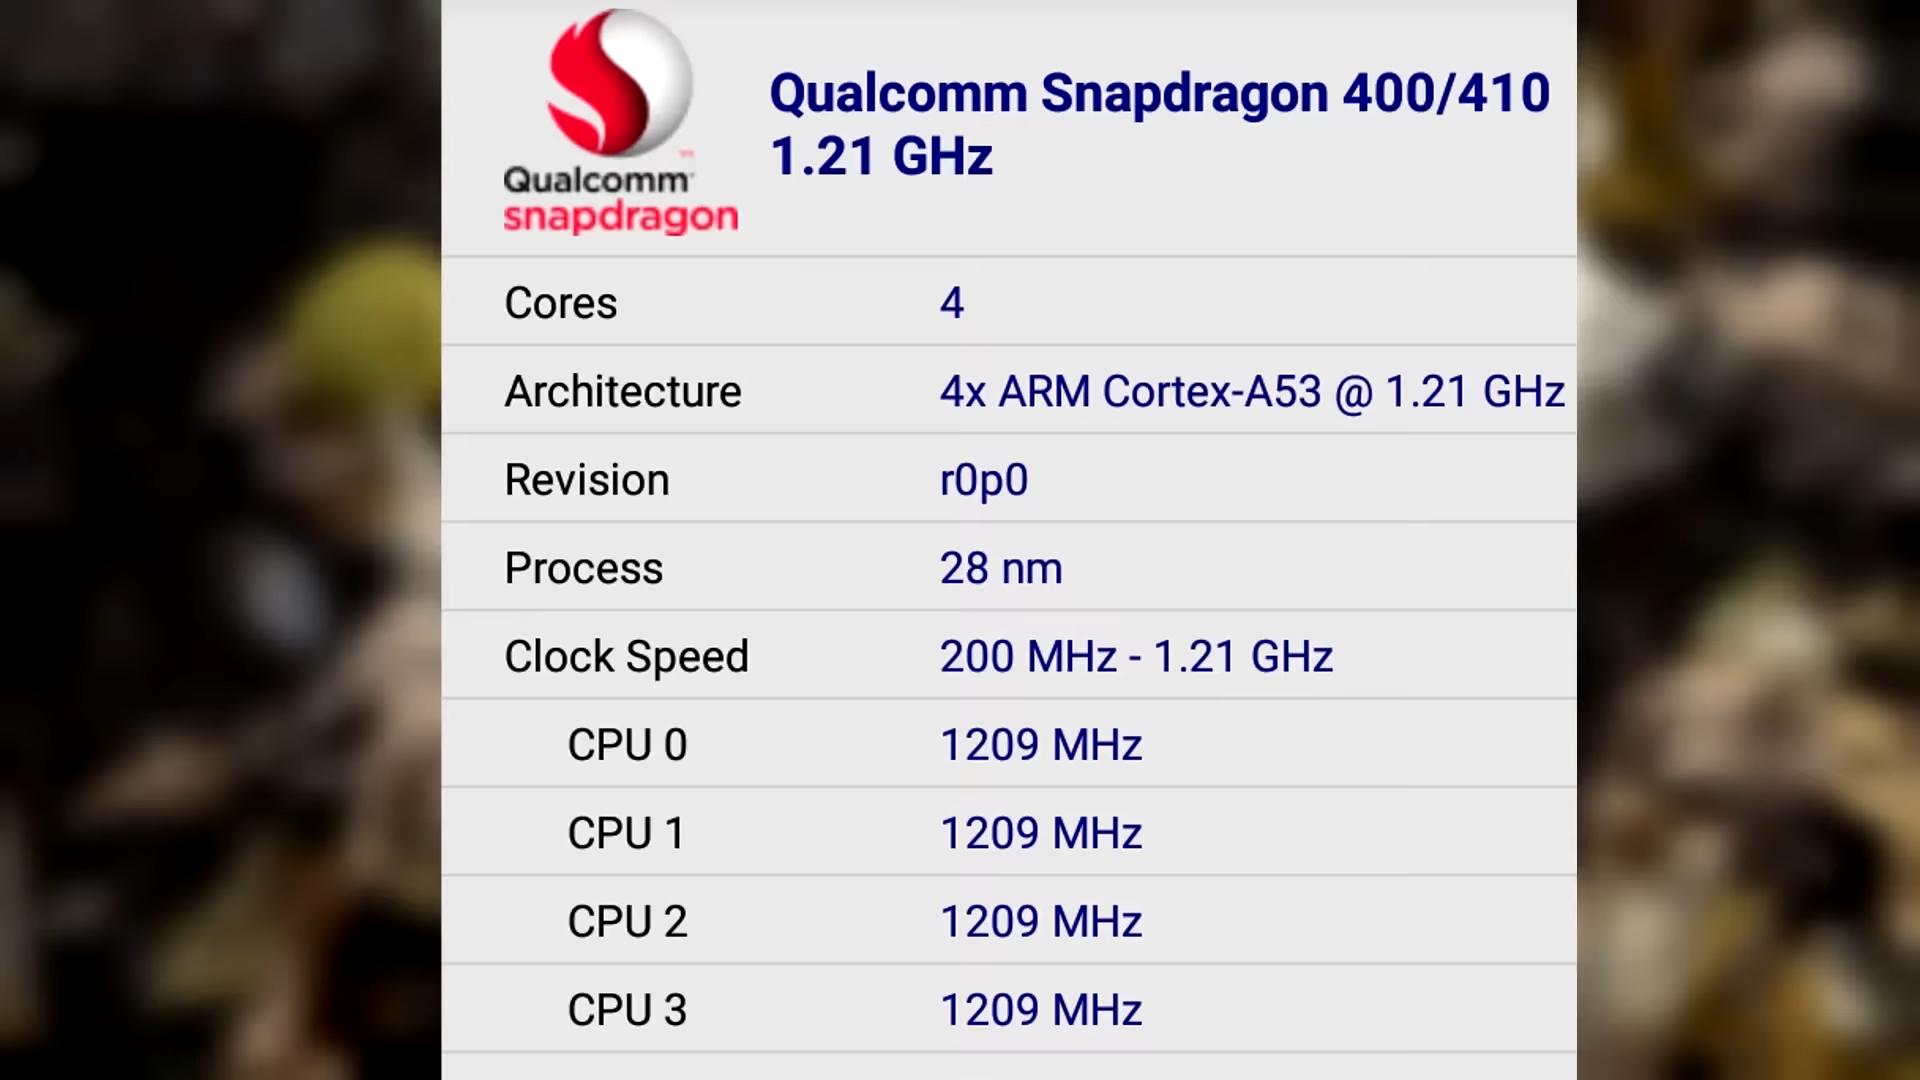 Qualcomm
snapdragon
Qualcomm Snapdragon 400/410
1.21 GHz
Cores 4
Architecture 4x ARM Cortex-A53 @ 1.21 GHz
Revision r0p0
Process 28 nm
Clock Speed 200 MHz - 1.21 GHz
CPU 0 1209 MHz
CPU 1 1209 MHz
CPU 2 1209 MHz
CPU 3 1209 MHz